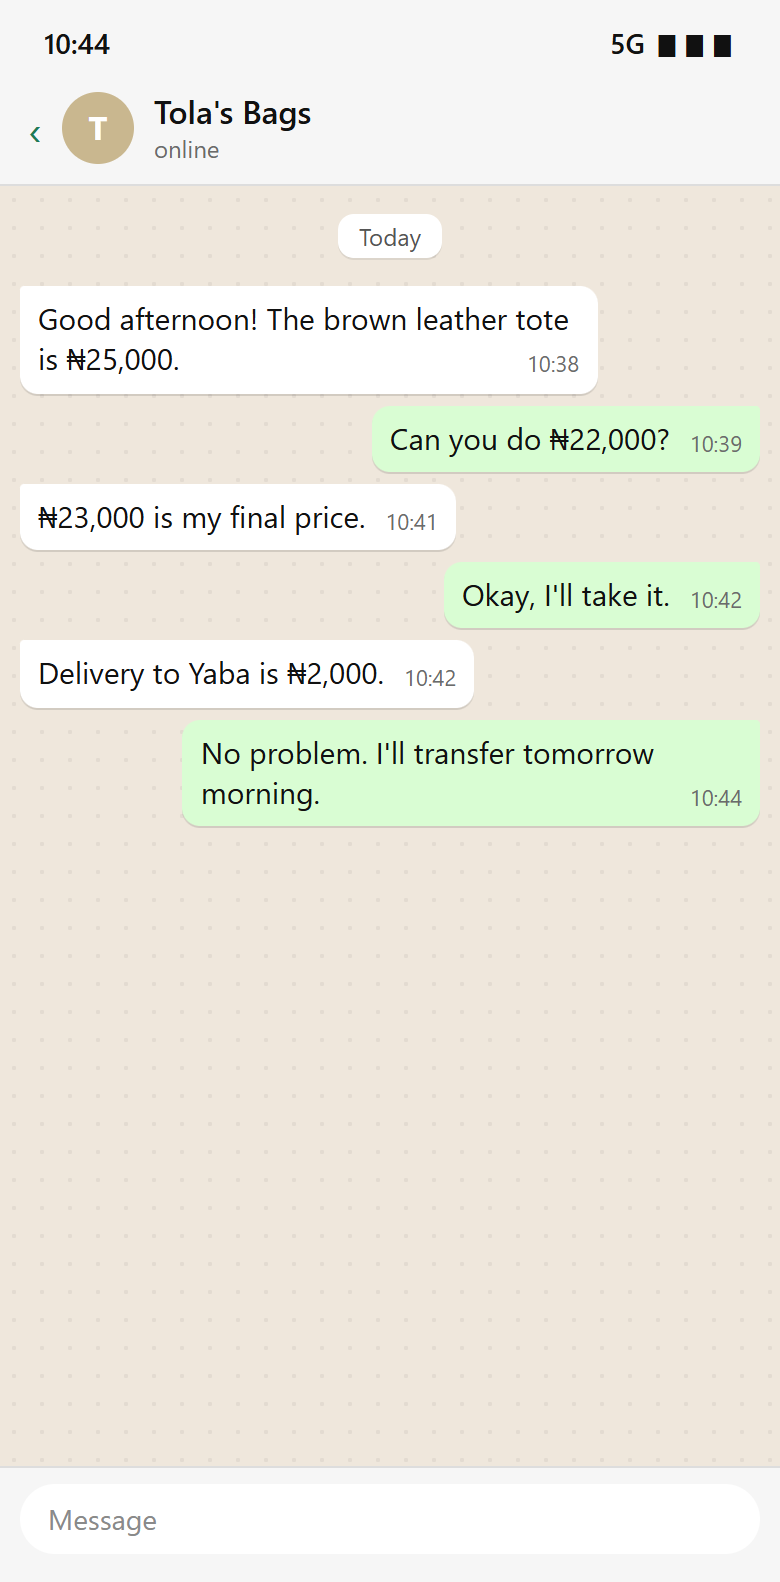 10:44
5G
T
Tola's Bags
online
Today
Good afternoon! The brown leather tote
is ₦25,000.
10:38
Can you do ₦22,000?
10:39
₦23,000 is my final price.
10:41
Okay, I'll take it.
10:42
Delivery to Yaba is ₦2,000.
10:42
No problem. I'll transfer tomorrow
morning.
10:44
Message